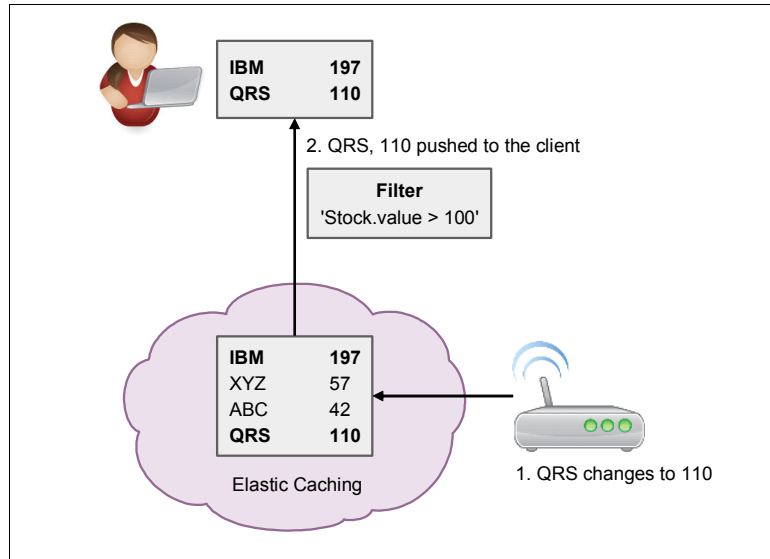 IBM 197
QRS 110
2. QRS, 110 pushed to the client
Filter
'Stock.value > 100'
IBM 197
XYZ 57
ABC 42
QRS 110
Elastic Caching
1. QRS changes to 110